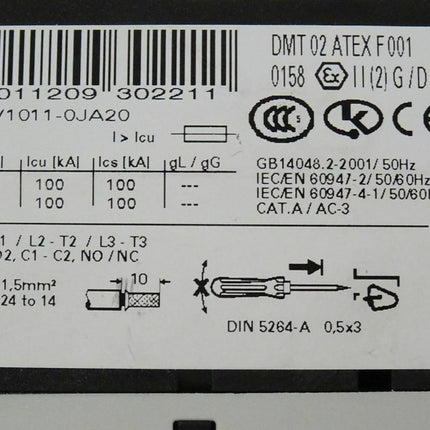 DMT 02 ATEX F 001
0158 Ex II (2) G / D
011209 302211
1011-0JA20
I > Icu
CCC S
Icu [kA] Ics [kA] gL / gG
100 100 ---
100 100 ---
GB14048.2-2001/ 50Hz
IEC/EN 60947-2/ 50/60Hz
IEC/EN 60947-4-1/ 50/60H
CAT.A / AC-3
1 / L2 - T2 / L3 - T3
2, C1 - C2, NO / NC
1,5mm²
24 to 14
10
DIN 5264-A 0,5x3